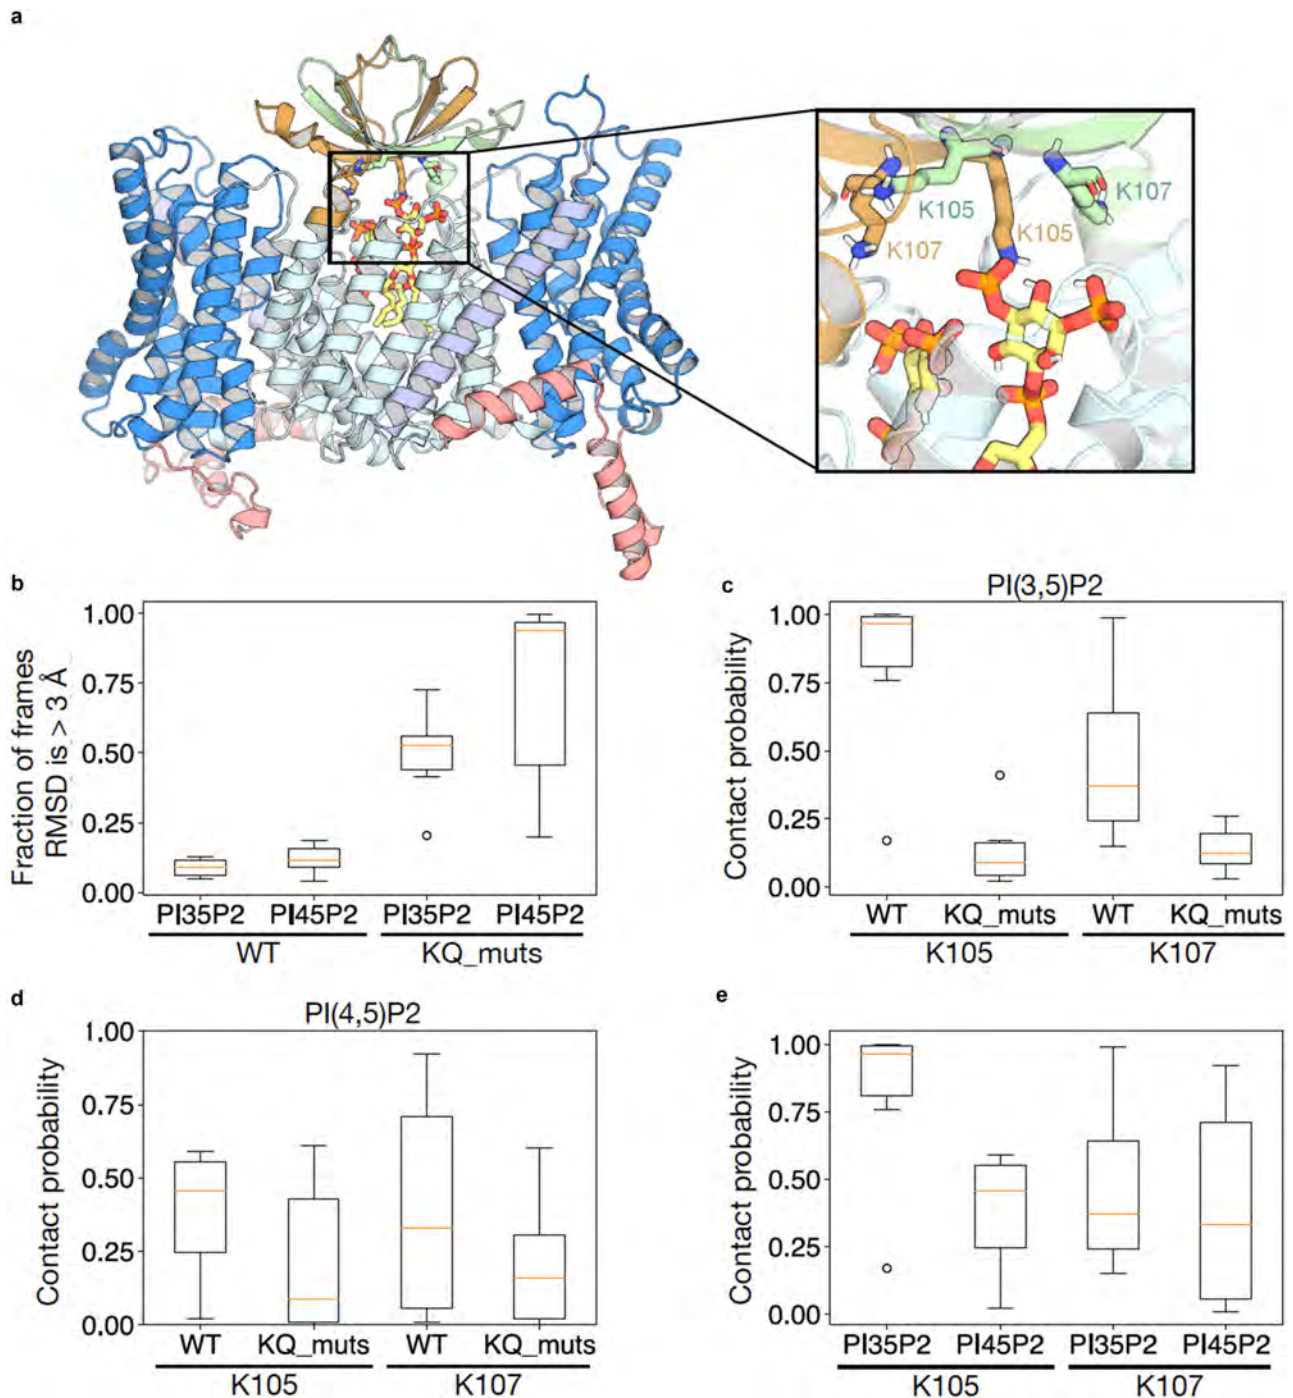 a
K105
K107
K105
K107
b
1.00
0.75
0.50
0.25
0.00
Fraction of frames
RMSD is > 3 Å
PI35P2 PI45P2 PI35P2 PI45P2
WT KQ_muts
c
PI(3,5)P2
1.00
0.75
0.50
0.25
0.00
Contact probability
WT KQ_muts WT KQ_muts
K105 K107
d
PI(4,5)P2
1.00
0.75
0.50
0.25
0.00
Contact probability
WT KQ_muts WT KQ_muts
K105 K107
e
1.00
0.75
0.50
0.25
0.00
Contact probability
PI35P2 PI45P2 PI35P2 PI45P2
K105 K107